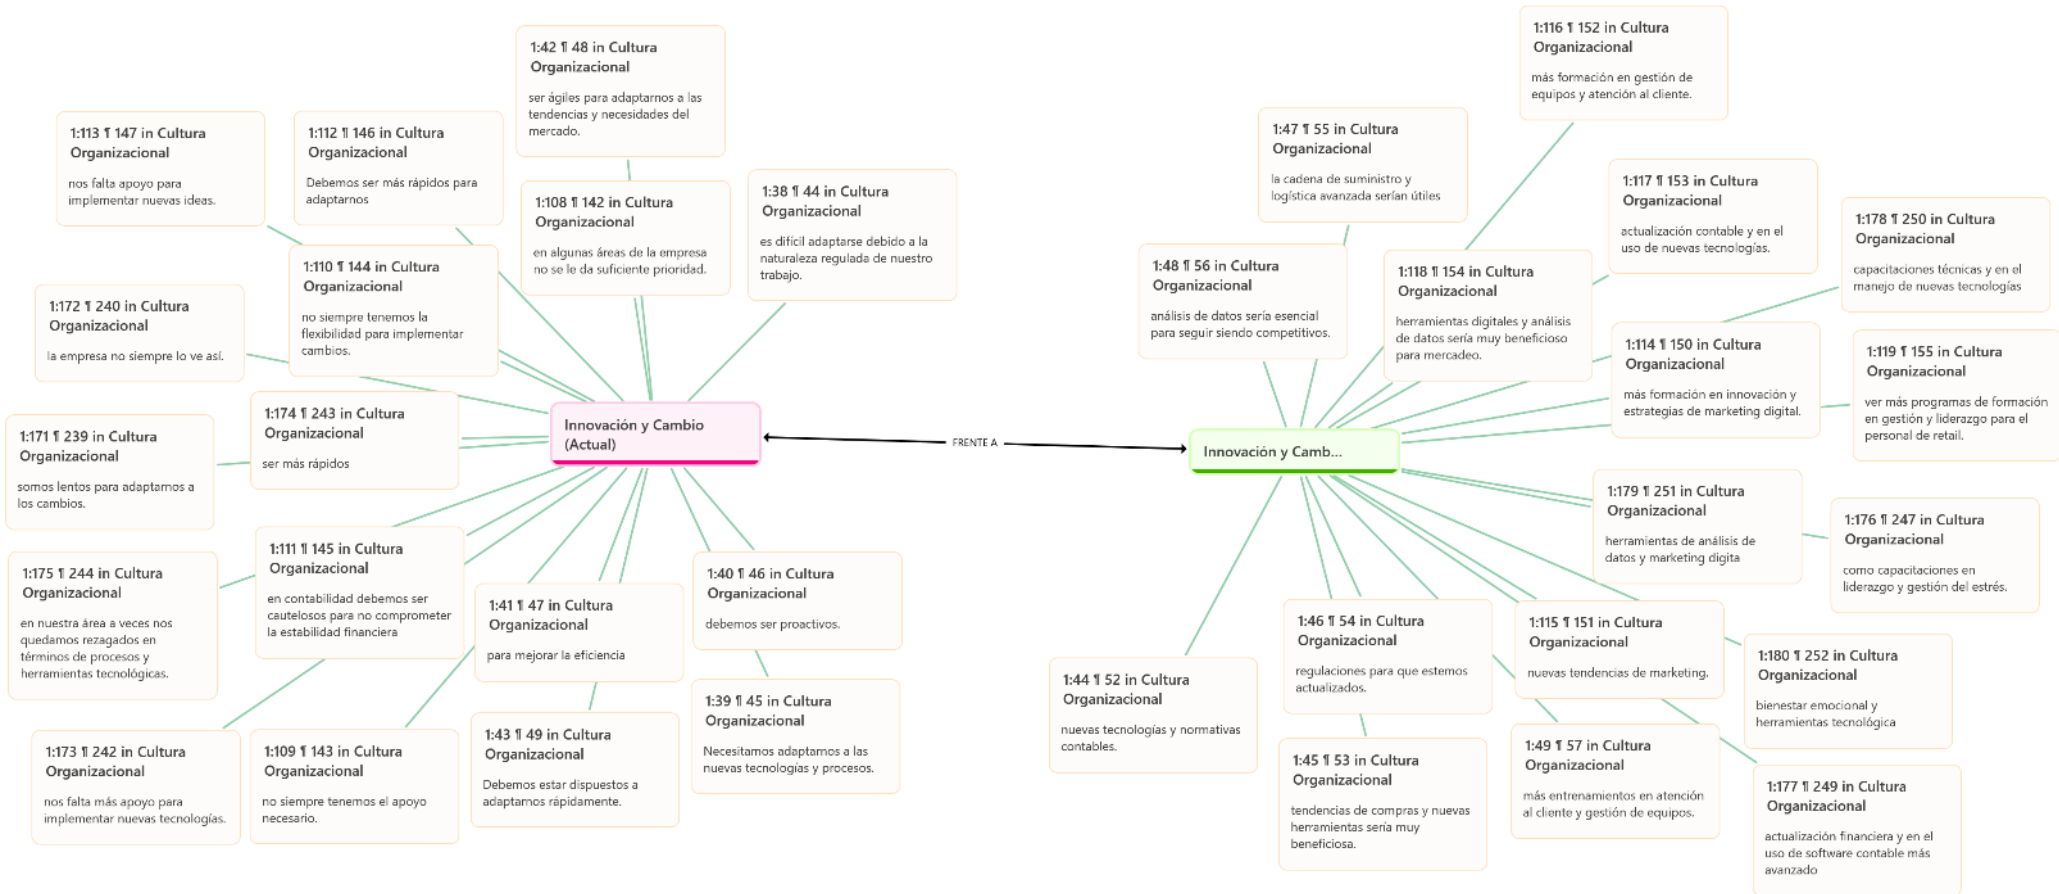 1:42 ¶ 48 in Cultura
Organizacional
ser ágiles para adaptarnos a las
tendencias y necesidades del
mercado.
1:113 ¶ 147 in Cultura
Organizacional
nos falta apoyo para
implementar nuevas ideas.
1:112 ¶ 146 in Cultura
Organizacional
Debemos ser más rápidos para
adaptarnos
1:108 ¶ 142 in Cultura
Organizacional
en algunas áreas de la empresa
no se le da suficiente prioridad.
1:38 ¶ 44 in Cultura
Organizacional
es difícil adaptarse debido a la
naturaleza regulada de nuestro
trabajo.
1:110 ¶ 144 in Cultura
Organizacional
no siempre tenemos la
flexibilidad para implementar
cambios.
1:172 ¶ 240 in Cultura
Organizacional
la empresa no siempre lo ve así.
1:174 ¶ 243 in Cultura
Organizacional
ser más rápidos
1:171 ¶ 239 in Cultura
Organizacional
somos lentos para adaptarnos a
los cambios.
Innovación y Cambio
(Actual)
1:111 ¶ 145 in Cultura
Organizacional
en contabilidad debemos ser
cautelosos para no comprometer
la estabilidad financiera
1:175 ¶ 244 in Cultura
Organizacional
en nuestra área a veces nos
quedamos rezagados en
términos de procesos y
herramientas tecnológicas.
1:41 ¶ 47 in Cultura
Organizacional
para mejorar la eficiencia
1:40 ¶ 46 in Cultura
Organizacional
debemos ser proactivos.
1:39 ¶ 45 in Cultura
Organizacional
Necesitamos adaptarnos a las
nuevas tecnologías y procesos.
1:43 ¶ 49 in Cultura
Organizacional
Debemos estar dispuestos a
adaptarnos rápidamente.
1:173 ¶ 242 in Cultura
Organizacional
nos falta más apoyo para
implementar nuevas tecnologías.
1:109 ¶ 143 in Cultura
Organizacional
no siempre tenemos el apoyo
necesario.
FRENTE A
1:116 ¶ 152 in Cultura
Organizacional
más formación en gestión de
equipos y atención al cliente.
1:47 ¶ 55 in Cultura
Organizacional
la cadena de suministro y
logística avanzada serían útiles
1:117 ¶ 153 in Cultura
Organizacional
actualización contable y en el
uso de nuevas tecnologías.
1:178 ¶ 250 in Cultura
Organizacional
capacitaciones técnicas y en el
manejo de nuevas tecnologías
1:48 ¶ 56 in Cultura
Organizacional
análisis de datos sería esencial
para seguir siendo competitivos.
1:118 ¶ 154 in Cultura
Organizacional
herramientas digitales y análisis
de datos sería muy beneficioso
para mercadeo.
1:114 ¶ 150 in Cultura
Organizacional
más formación en innovación y
estrategias de marketing digital.
1:119 ¶ 155 in Cultura
Organizacional
ver más programas de formación
en gestión y liderazgo para el
personal de retail.
Innovación y Camb...
1:179 ¶ 251 in Cultura
Organizacional
herramientas de análisis de
datos y marketing digita
1:176 ¶ 247 in Cultura
Organizacional
como capacitaciones en
liderazgo y gestión del estrés.
1:46 ¶ 54 in Cultura
Organizacional
regulaciones para que estemos
actualizados.
1:115 ¶ 151 in Cultura
Organizacional
nuevas tendencias de marketing.
1:180 ¶ 252 in Cultura
Organizacional
bienestar emocional y
herramientas tecnológica
1:44 ¶ 52 in Cultura
Organizacional
nuevas tecnologías y normativas
contables.
1:45 ¶ 53 in Cultura
Organizacional
tendencias de compras y nuevas
herramientas sería muy
beneficiosa.
1:49 ¶ 57 in Cultura
Organizacional
más entrenamientos en atención
al cliente y gestión de equipos.
1:177 ¶ 249 in Cultura
Organizacional
actualización financiera y en el
uso de software contable más
avanzado